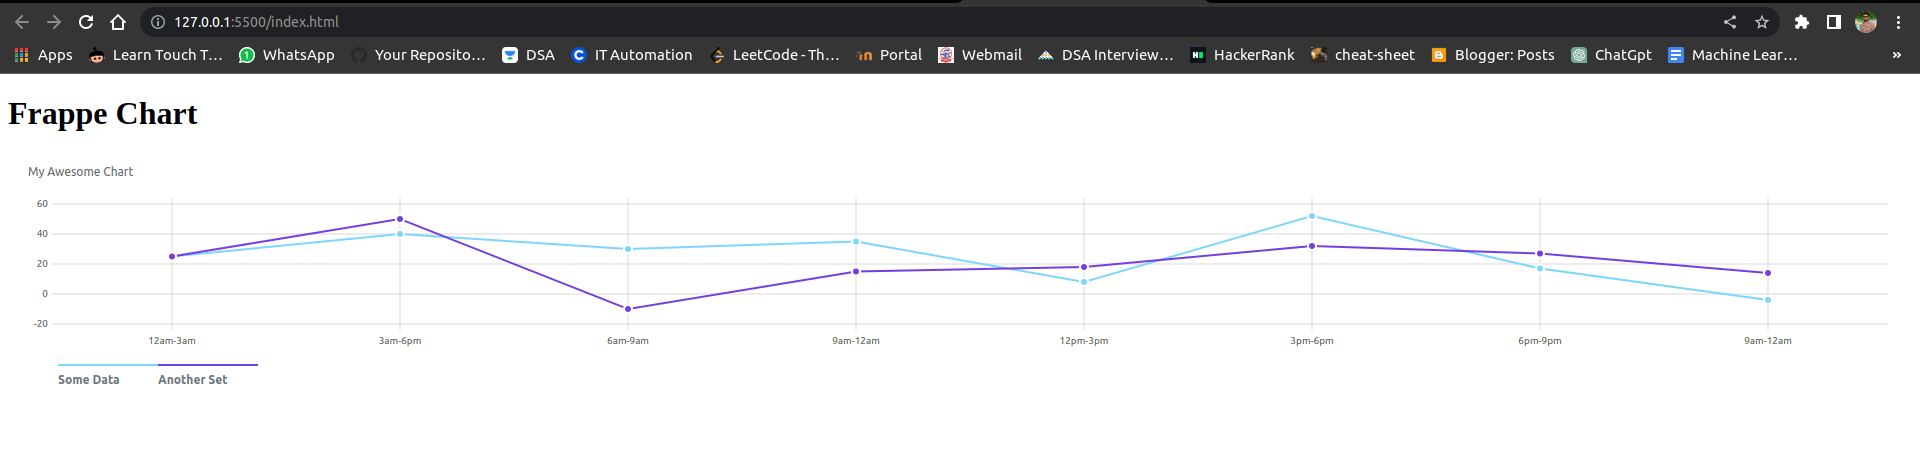 127.0.0.1:5500/index.html
Apps Learn Touch T... WhatsApp Your Reposito... DSA IT Automation LeetCode - Th... Portal Webmail DSA Interview... HackerRank cheat-sheet Blogger: Posts ChatGpt Machine Lear... »
Frappe Chart
My Awesome Chart
60
40
20
0
-20
12am-3am 3am-6pm 6am-9am 9am-12am 12pm-3pm 3pm-6pm 6pm-9pm 9am-12am
Some Data Another Set